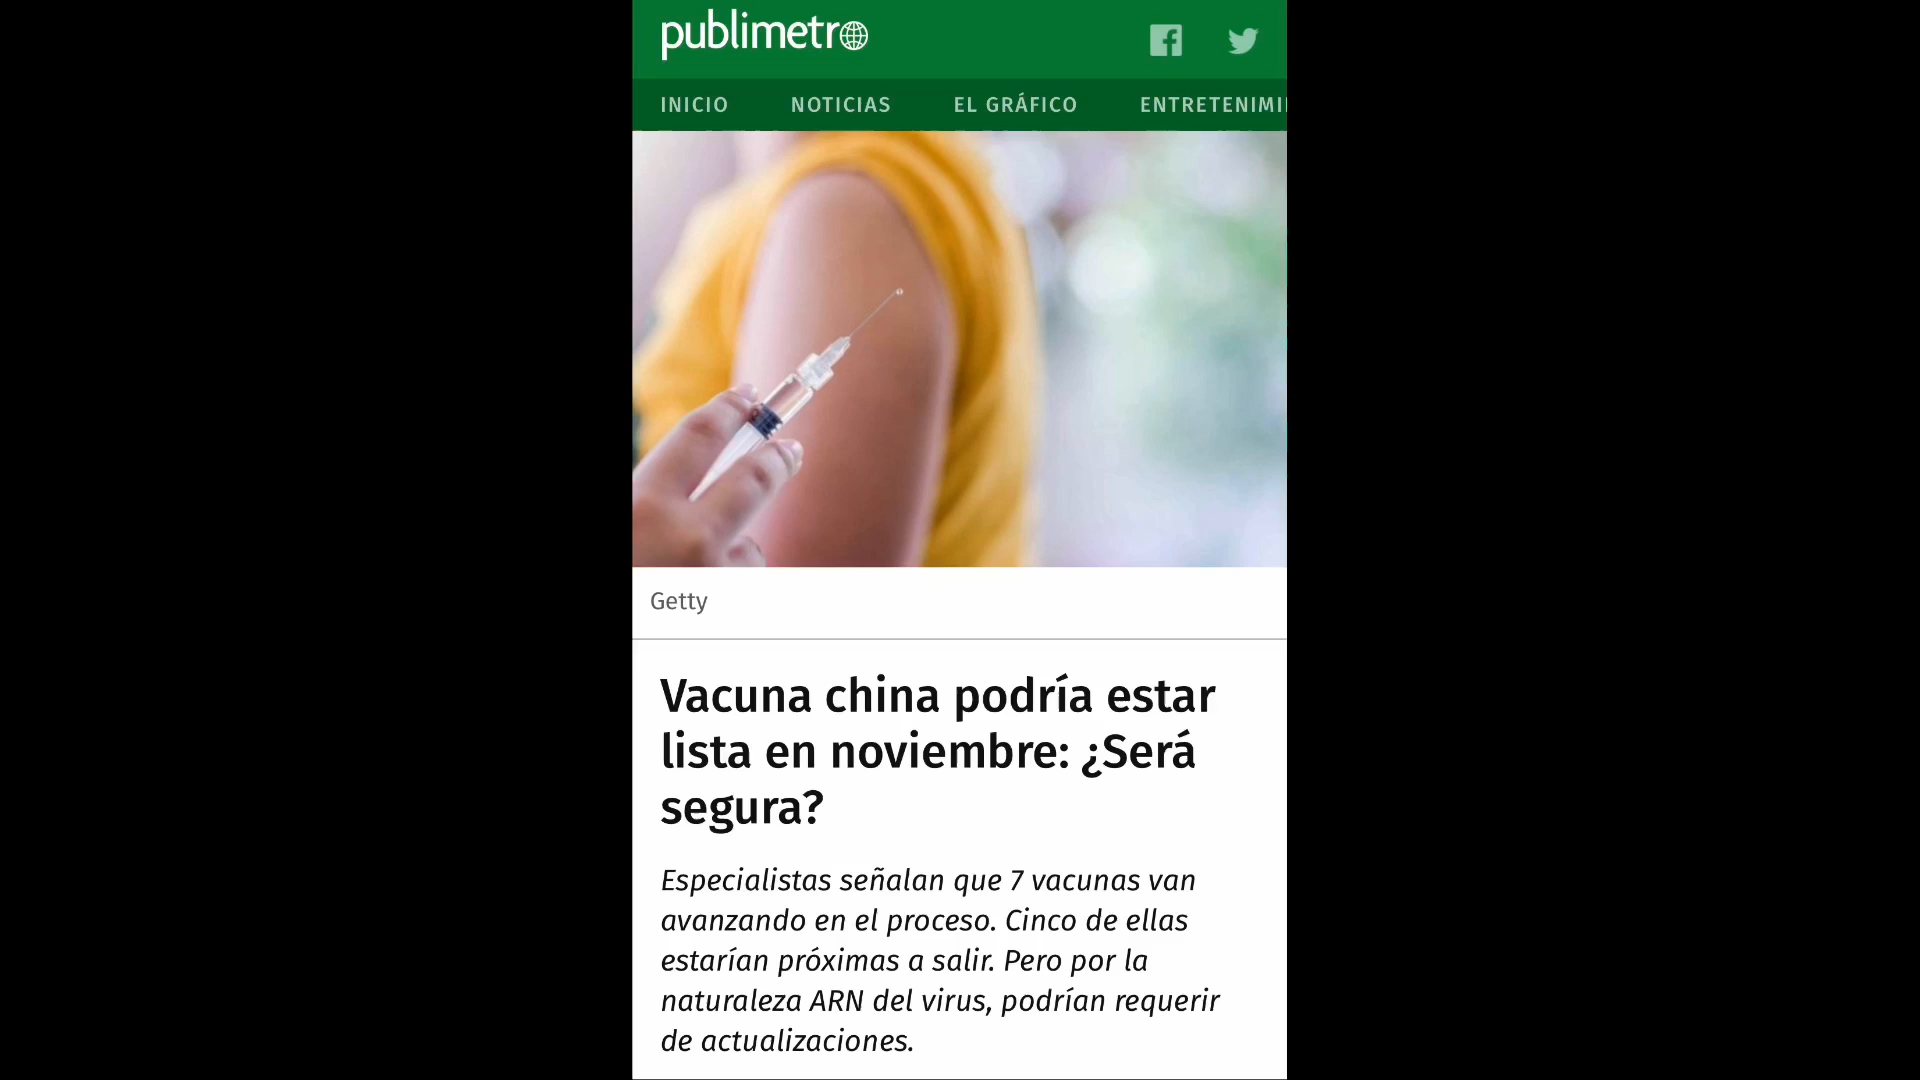 publimetro
INICIO NOTICIAS EL GRÁFICO ENTRETENIMI
Getty
Vacuna china podría estar
lista en noviembre: ¿Será
segura?
Especialistas señalan que 7 vacunas van
avanzando en el proceso. Cinco de ellas
estarían próximas a salir. Pero por la
naturaleza ARN del virus, podrían requerir
de actualizaciones.